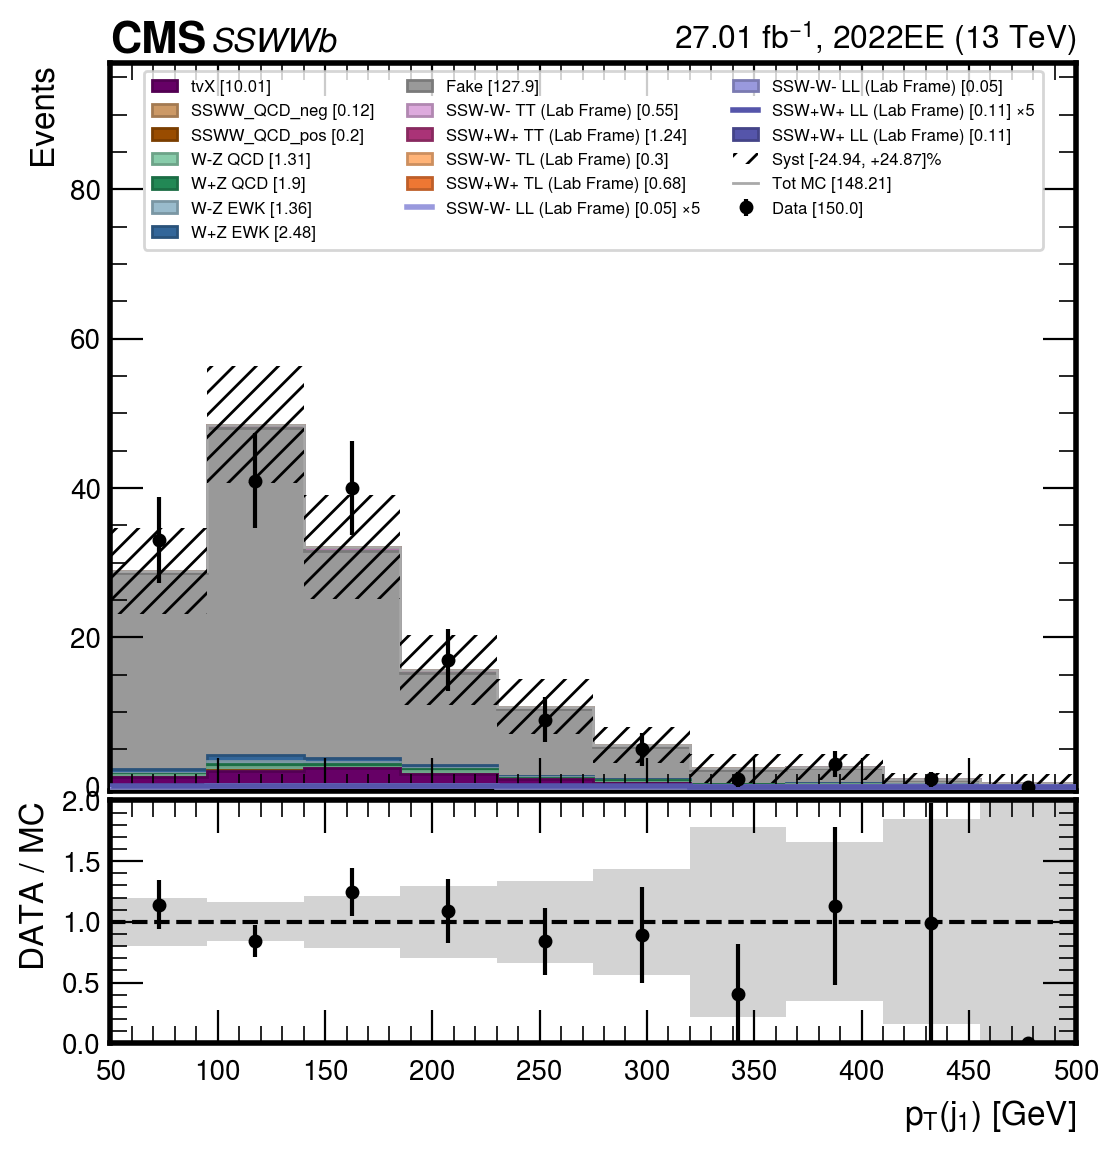 CMS SSWWb
27.01 fb⁻¹, 2022EE (13 TeV)
Events
tvX [10.01]
SSWW_QCD_neg [0.12]
SSWW_QCD_pos [0.2]
W-Z QCD [1.31]
W+Z QCD [1.9]
W-Z EWK [1.36]
W+Z EWK [2.48]
Fake [127.9]
SSW-W- TT (Lab Frame) [0.55]
SSW+W+ TT (Lab Frame) [1.24]
SSW-W- TL (Lab Frame) [0.3]
SSW+W+ TL (Lab Frame) [0.68]
SSW-W- LL (Lab Frame) [0.05] ×5
SSW-W- LL (Lab Frame) [0.05]
SSW+W+ LL (Lab Frame) [0.11] ×5
SSW+W+ LL (Lab Frame) [0.11]
Syst [-24.94, +24.87]%
Tot MC [148.21]
Data [150.0]
80
60
40
20
0
DATA / MC
2.0
1.5
1.0
0.5
0.0
50 100 150 200 250 300 350 400 450 500
p_T(j_1) [GeV]